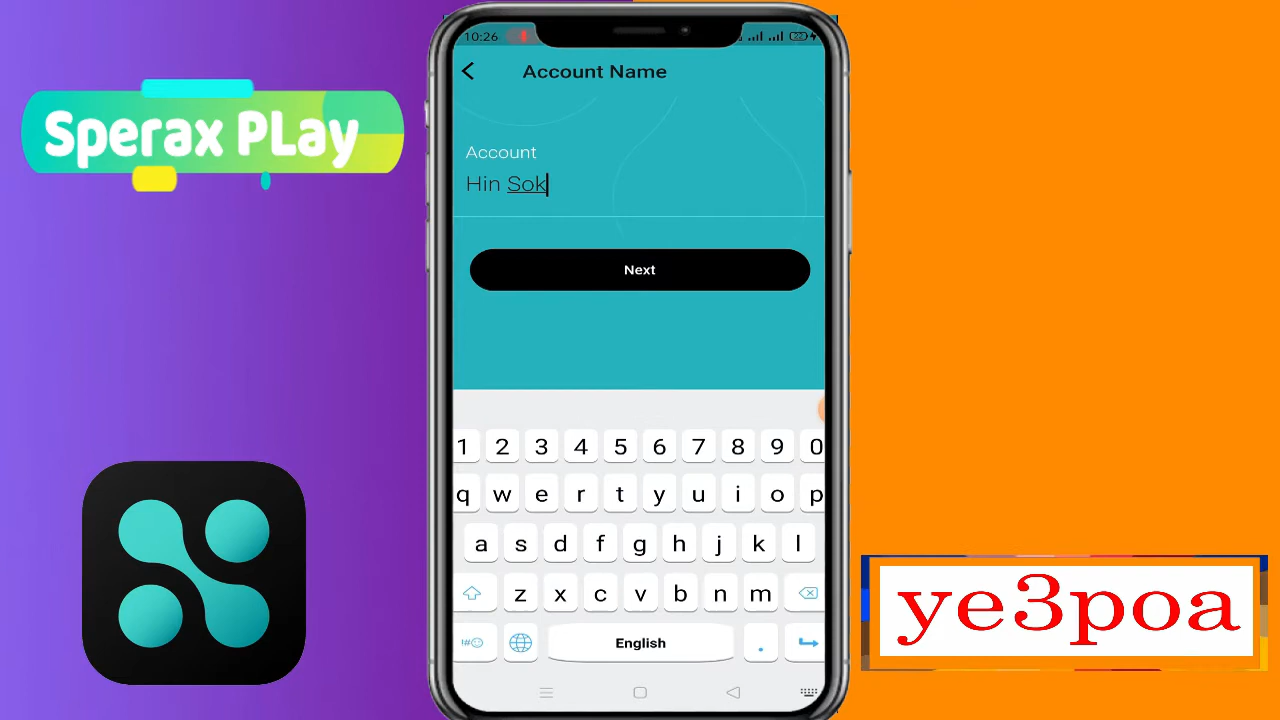 Sperax PLay
10:26
Account Name
Account
Hin Sok
Next
1 2 3 4 5 6 7 8 9 0
q w e r t y u i o p
a s d f g h j k l
z x c v b n m
!#☺ English .
ye3poa